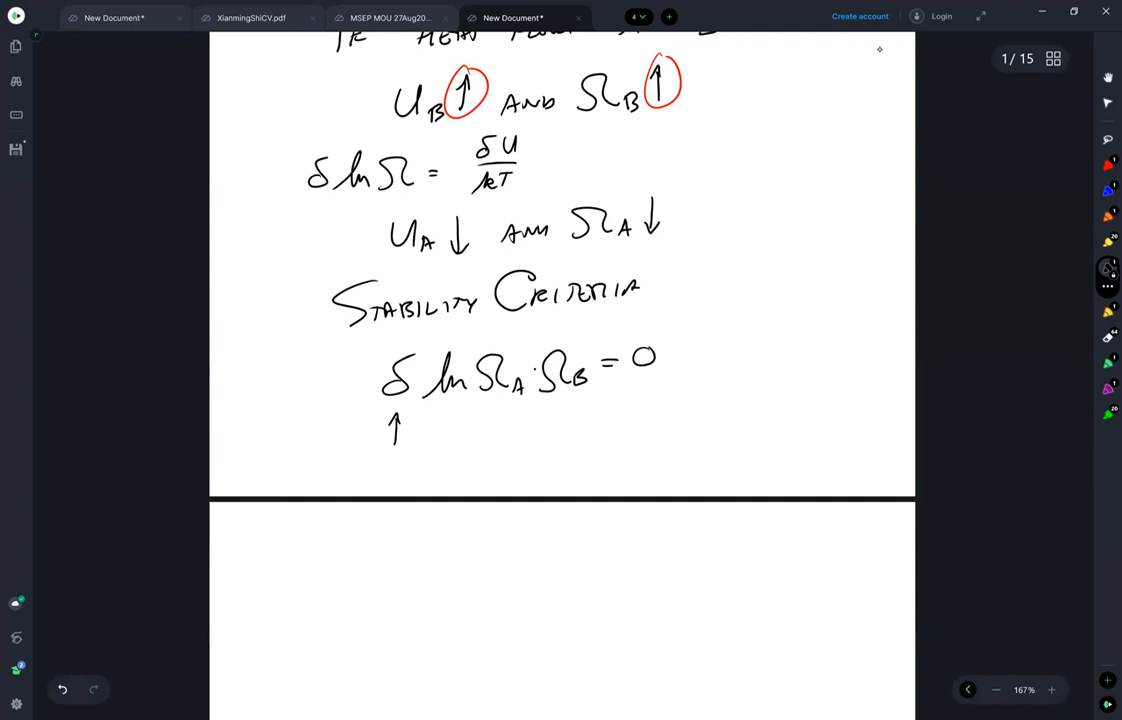 New Document*
XianmingShiCV.pdf
MSEP MOU 27Aug20...
New Document*
4
Create account
Login
1 / 15
U_B ↑ AND Ω_B ↑
δ ln Ω = δU / kT
U_A ↓ AND Ω_A ↓
STABILITY CRITERIA
δ ln Ω_A · Ω_B = 0
↑
167%